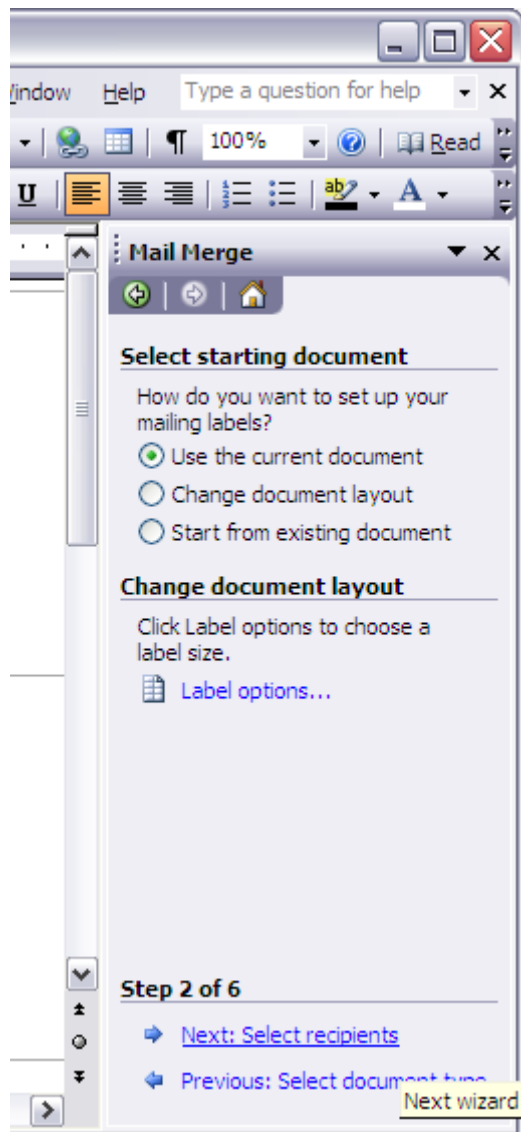 Window Help Type a question for help
100% Read
U ab A
Mail Merge
Select starting document
How do you want to set up your
mailing labels?
Use the current document
Change document layout
Start from existing document
Change document layout
Click Label options to choose a
label size.
Label options...
Step 2 of 6
Next: Select recipients
Previous: Select document type
Next wizard